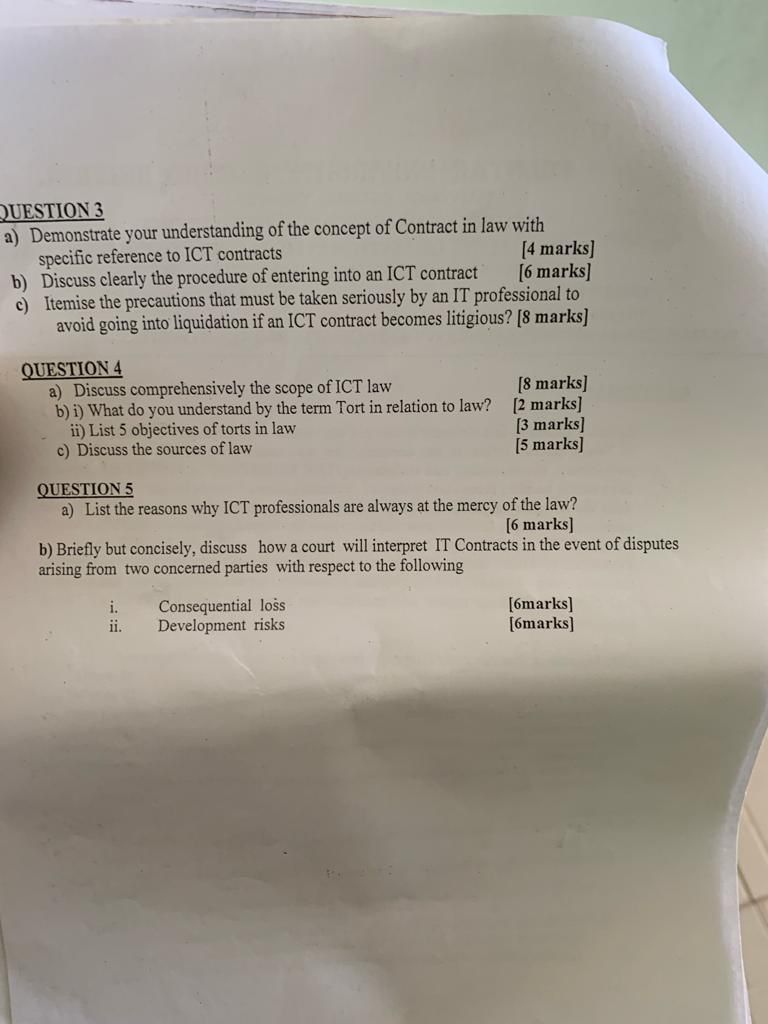 QUESTION 3
a) Demonstrate your understanding of the concept of Contract in law with
specific reference to ICT contracts [4 marks]
b) Discuss clearly the procedure of entering into an ICT contract [6 marks]
c) Itemise the precautions that must be taken seriously by an IT professional to
avoid going into liquidation if an ICT contract becomes litigious? [8 marks]
QUESTION 4
a) Discuss comprehensively the scope of ICT law [8 marks]
b) i) What do you understand by the term Tort in relation to law? [2 marks]
ii) List 5 objectives of torts in law [3 marks]
c) Discuss the sources of law [5 marks]
QUESTION 5
a) List the reasons why ICT professionals are always at the mercy of the law?
[6 marks]
b) Briefly but concisely, discuss how a court will interpret IT Contracts in the event of disputes
arising from two concerned parties with respect to the following
i. Consequential loss [6marks]
ii. Development risks [6marks]